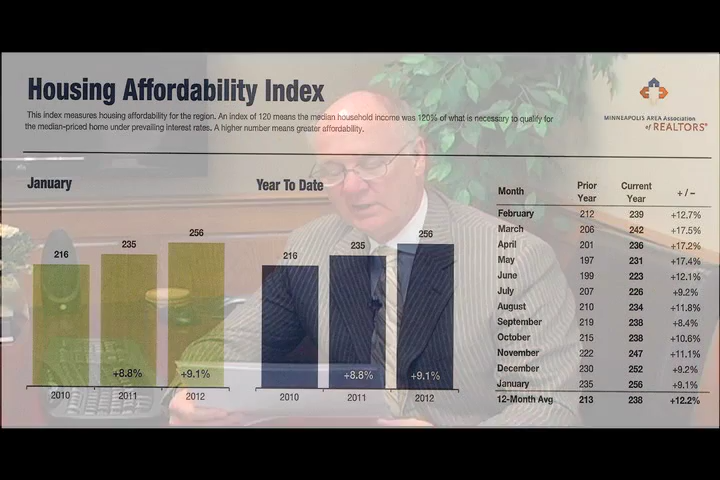 Housing Affordability Index
This index measures housing affordability for the region. An index of 120 means the median household income was 120% of what is necessary to qualify for
the median-priced home under prevailing interest rates. A higher number means greater affordability.
MINNEAPOLIS AREA Association
of REALTORS®
January
216
235
256
+8.8%
+9.1%
2010 2011 2012
Year To Date
216
235
256
+8.8%
+9.1%
2010 2011 2012
Month Prior Year Current Year + / -
February 212 239 +12.7%
March 206 242 +17.5%
April 201 236 +17.2%
May 197 231 +17.4%
June 199 223 +12.1%
July 207 226 +9.2%
August 210 234 +11.8%
September 219 238 +8.4%
October 215 238 +10.6%
November 222 247 +11.1%
December 230 252 +9.2%
January 235 256 +9.1%
12-Month Avg 213 238 +12.2%